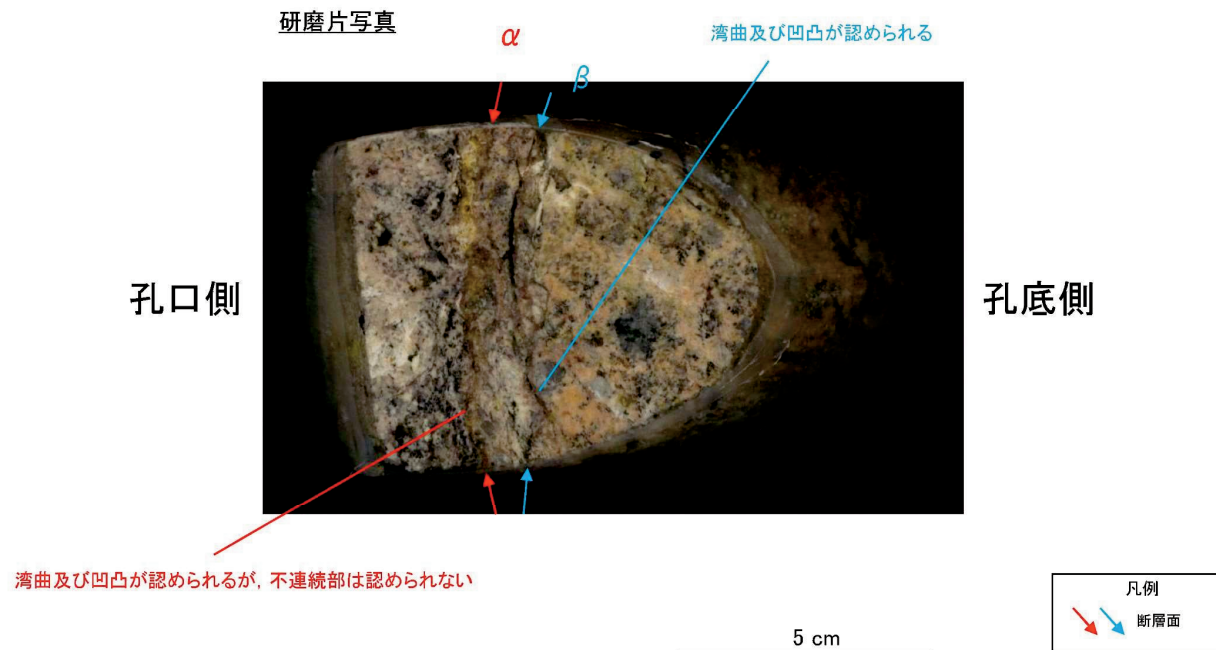 研磨片写真
α
湾曲及び凹凸が認められる
β
孔口側
孔底側
湾曲及び凹凸が認められるが, 不連続部は認められない
凡例
断層面
5 cm